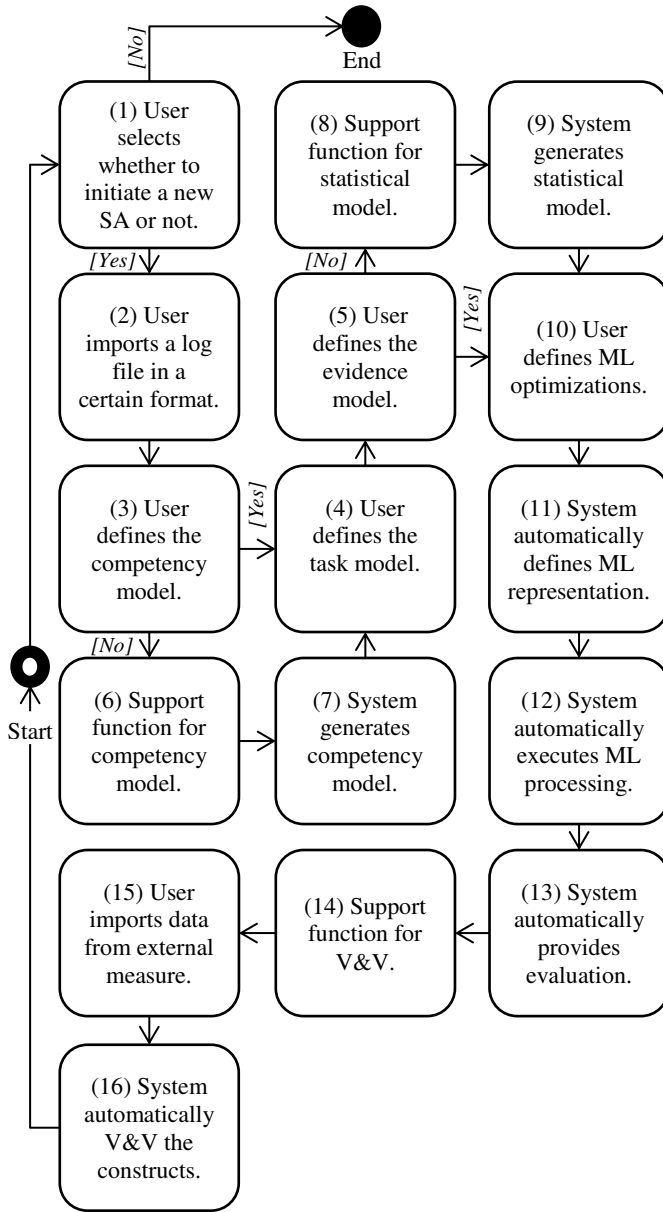 [No]
End
(1) User
selects
whether to
initiate a new
SA or not.
(8) Support
function for
statistical
model.
(9) System
generates
statistical
model.
[Yes]
[No]
[Yes]
(2) User
imports a log
file in a
certain format.
(5) User
defines the
evidence
model.
(10) User
defines ML
optimizations.
(3) User
defines the
competency
model.
[Yes]
(4) User
defines the
task model.
(11) System
automatically
defines ML
representation.
[No]
Start
(6) Support
function for
competency
model.
(7) System
generates
competency
model.
(12) System
automatically
executes ML
processing.
(15) User
imports data
from external
measure.
(14) Support
function for
V&V.
(13) System
automatically
provides
evaluation.
(16) System
automatically
V&V the
constructs.